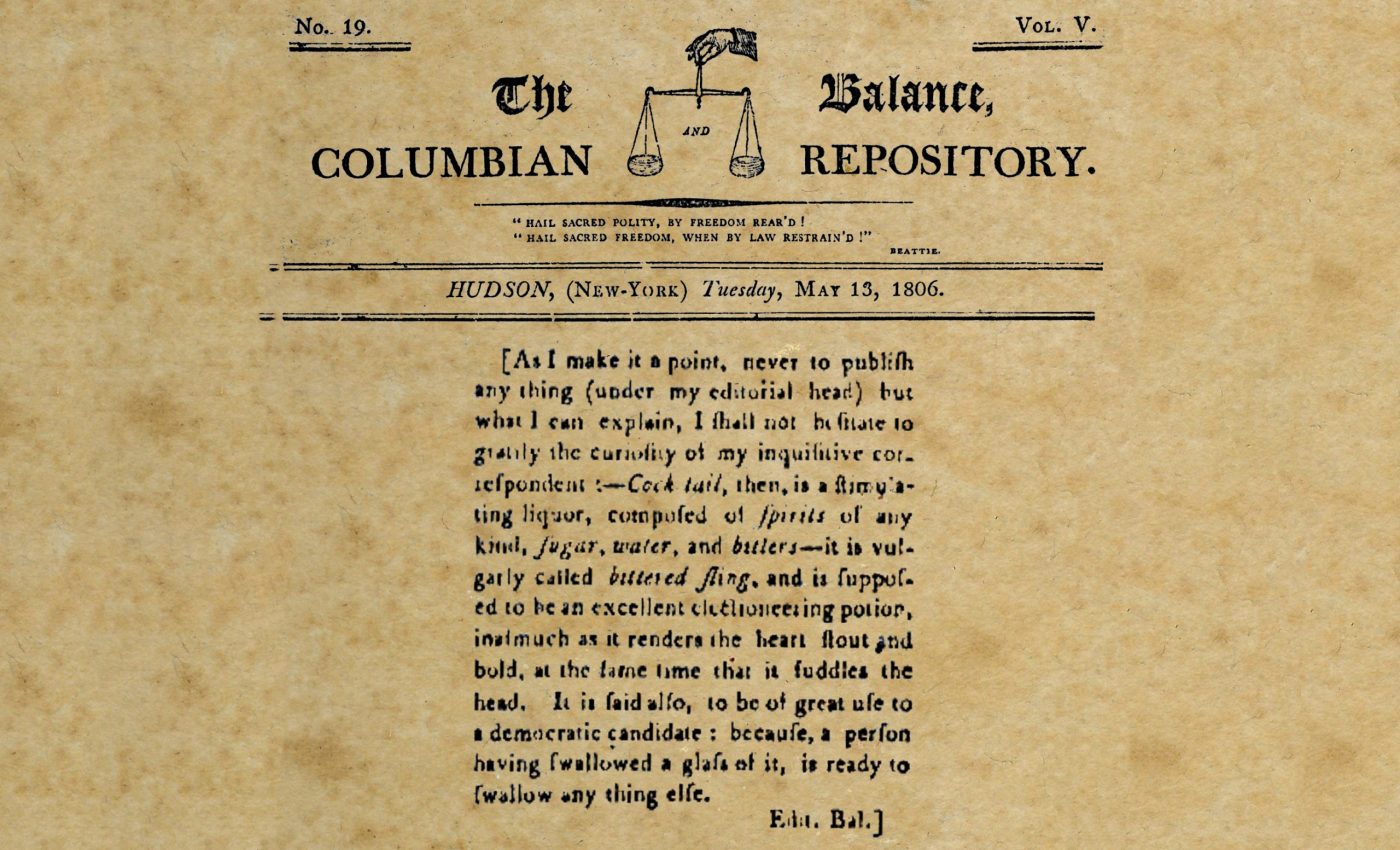 No. 19.
VOL. V.
The Balance,
AND
COLUMBIAN REPOSITORY.
“ HAIL SACRED POLITY, BY FREEDOM REAR'D !
“ HAIL SACRED FREEDOM, WHEN BY LAW RESTRAIN'D !”
BEATTIE.
HUDSON, (NEW-YORK) Tuesday, MAY 13, 1806.
[As I make it a point, never to publiſh
any thing (under my editorial head) but
what I can explain, I ſhall not heſitate to
gratify the curioſity of my inquiſitive cor-
reſpondent :—Cock tail, then, is a ſtimula-
ting liquor, compoſed of ſpirits of any
kind, ſugar, water, and bitters—it is vul-
garly called bittered ſling, and is ſuppoſ-
ed to be an excellent electioneering potion,
inaſmuch as it renders the heart ſtout and
bold, at the ſame time that it fuddles the
head. It is ſaid alſo, to be of great uſe to
a democratic candidate : becauſe, a perſon
having ſwallowed a glaſs of it, is ready to
ſwallow any thing elſe.
Edit. Bal.]